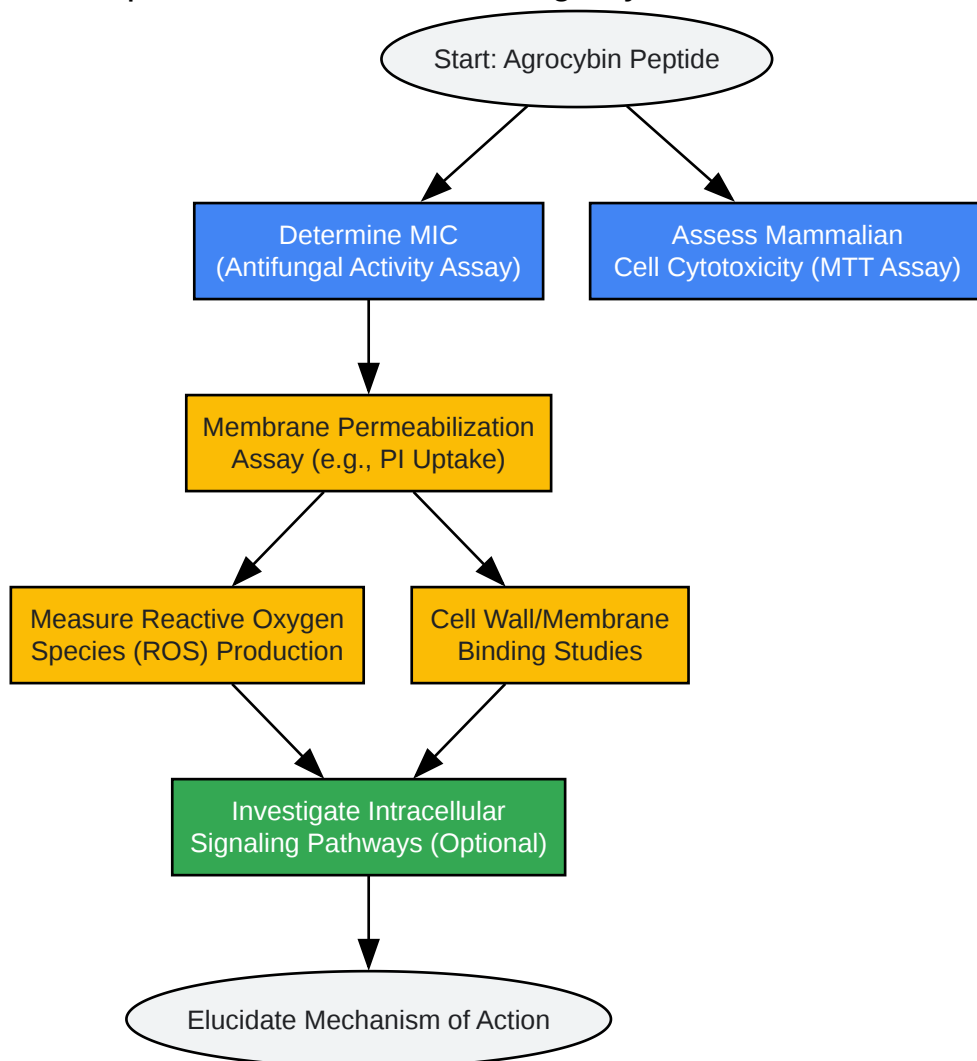 Start: Agrocybin Peptide
Determine MIC
(Antifungal Activity Assay)
Assess Mammalian
Cell Cytotoxicity (MTT Assay)
Membrane Permeabilization
Assay (e.g., PI Uptake)
Measure Reactive Oxygen
Species (ROS) Production
Cell Wall/Membrane
Binding Studies
Investigate Intracellular
Signaling Pathways (Optional)
Elucidate Mechanism of Action